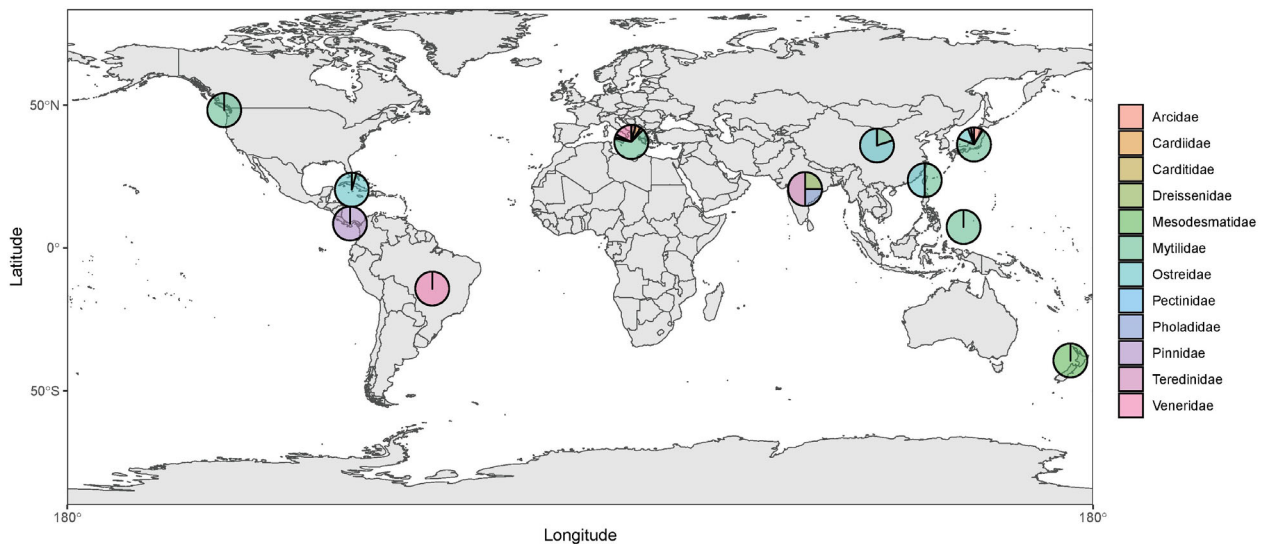 50°N
0°
50°S
180°
180°
Latitude
Longitude
Arcidae
Cardiidae
Carditidae
Dreissenidae
Mesodesmatidae
Mytilidae
Ostreidae
Pectinidae
Pholadidae
Pinnidae
Teredinidae
Veneridae